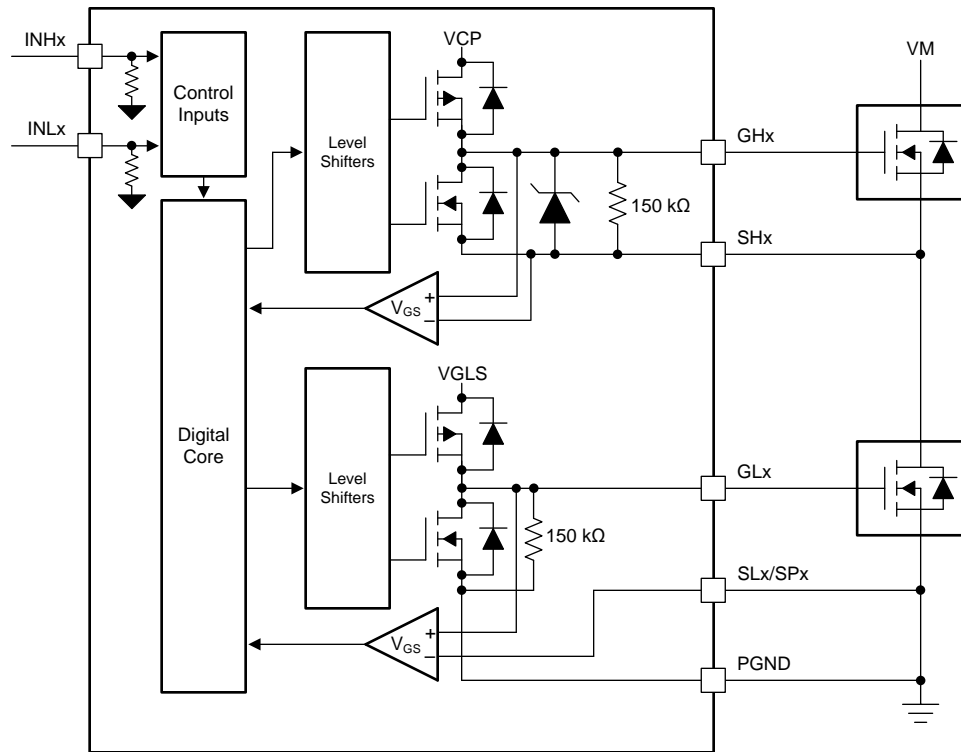 INHx
INLx
Control
Inputs
Digital
Core
Level
Shifters
VCP
GHx
150 kΩ
SHx
VGS
+
–
VM
Level
Shifters
VGLS
GLx
150 kΩ
SLx/SPx
VGS
+
–
PGND